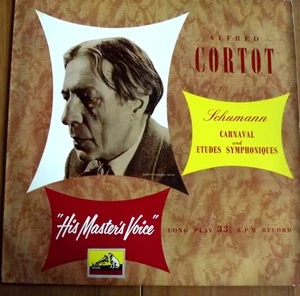 ALFRED
CORTOT
Schumann
CARNAVAL
and
ETUDES SYMPHONIQUES
"His Master's Voice"
LONG PLAY 33⅓ R.P.M. RECORD